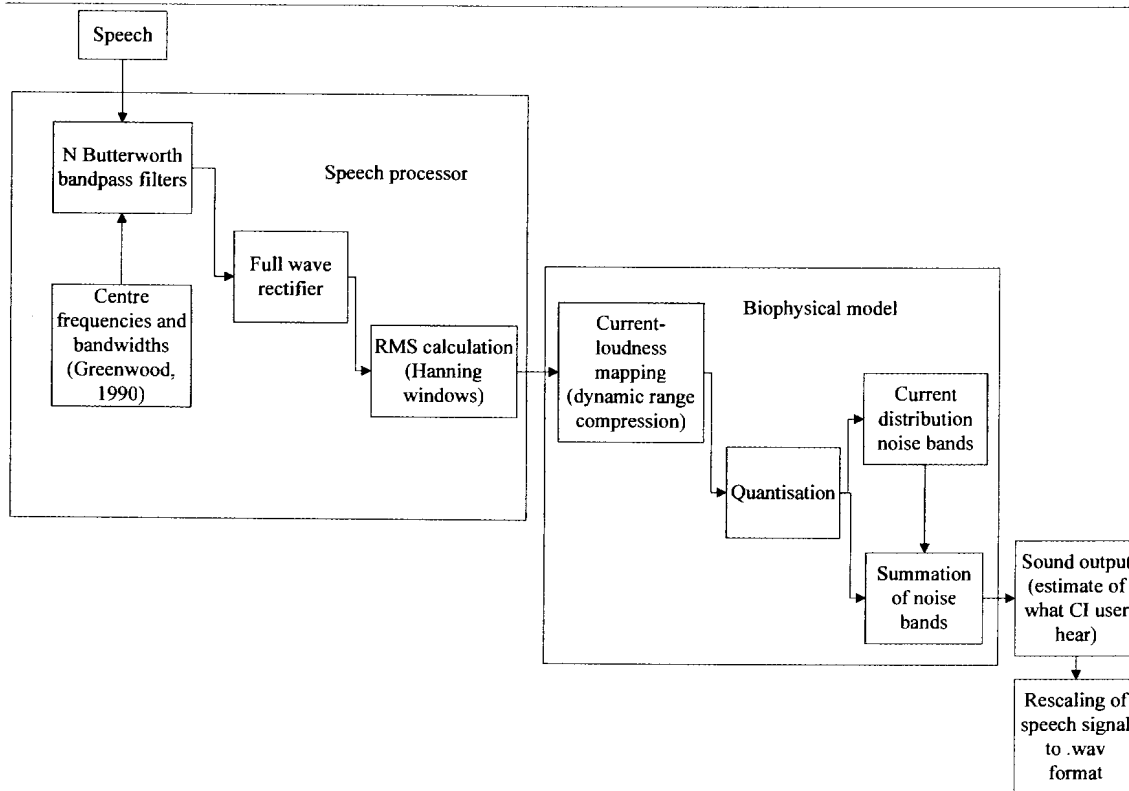 Speech
N Butterworth
bandpass filters
Speech processor
Full wave
rectifier
Centre
frequencies and
bandwidths
(Greenwood,
1990)
RMS calculation
(Hanning
windows)
Biophysical model
Current-
loudness
mapping
(dynamic range
compression)
Current
distribution
noise bands
Quantisation
Summation
of noise
bands
Sound output
(estimate of
what CI user
hear)
Rescaling of
speech signal
to .wav
format